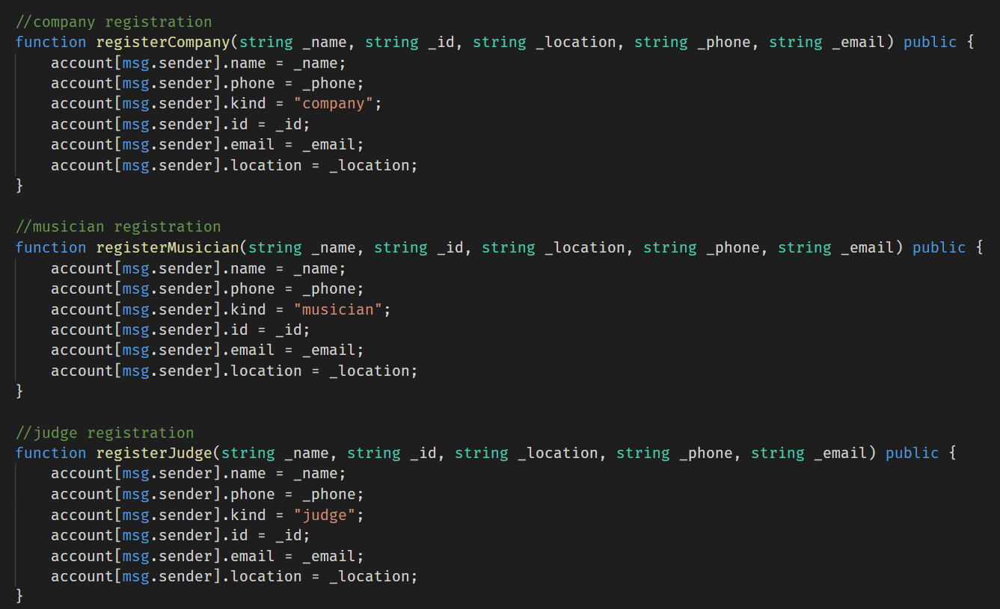 //company registration
function registerCompany(string _name, string _id, string _location, string _phone, string _email) public {
    account[msg.sender].name = _name;
    account[msg.sender].phone = _phone;
    account[msg.sender].kind = "company";
    account[msg.sender].id = _id;
    account[msg.sender].email = _email;
    account[msg.sender].location = _location;
}

//musician registration
function registerMusician(string _name, string _id, string _location, string _phone, string _email) public {
    account[msg.sender].name = _name;
    account[msg.sender].phone = _phone;
    account[msg.sender].kind = "musician";
    account[msg.sender].id = _id;
    account[msg.sender].email = _email;
    account[msg.sender].location = _location;
}

//judge registration
function registerJudge(string _name, string _id, string _location, string _phone, string _email) public {
    account[msg.sender].name = _name;
    account[msg.sender].phone = _phone;
    account[msg.sender].kind = "judge";
    account[msg.sender].id = _id;
    account[msg.sender].email = _email;
    account[msg.sender].location = _location;
}